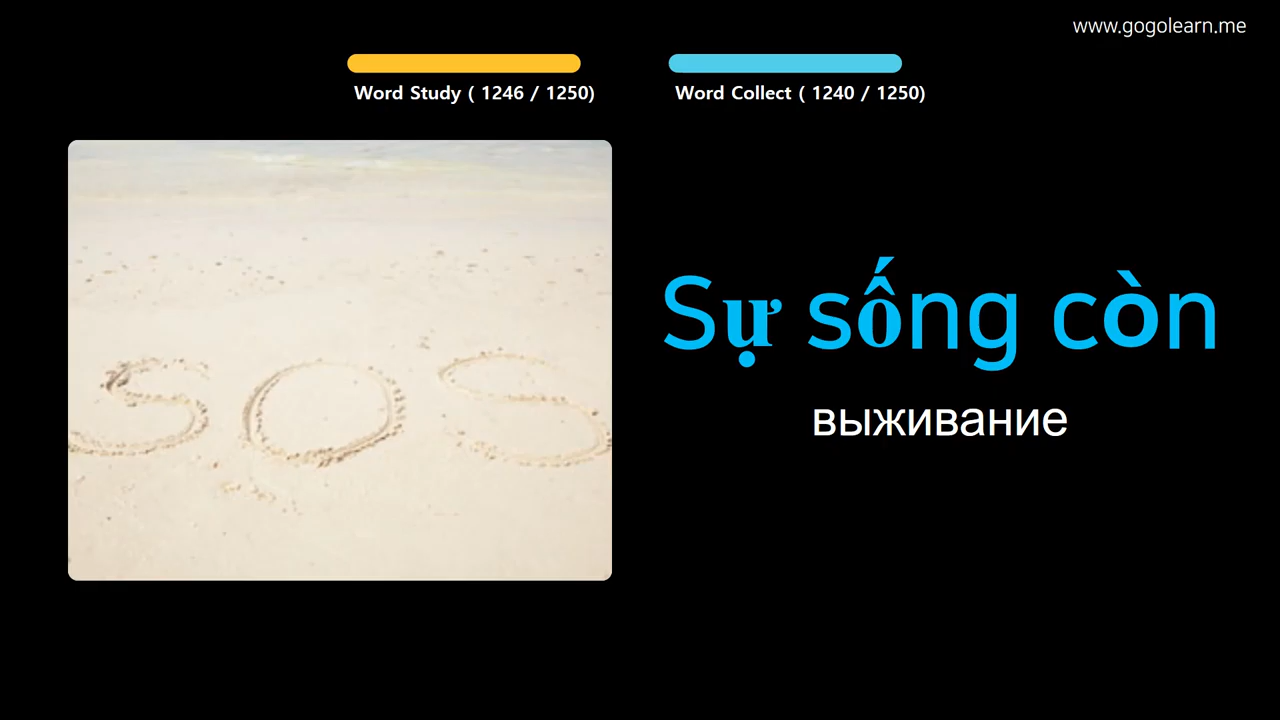 www.gogolearn.me
Word Study ( 1246 / 1250)
Word Collect ( 1240 / 1250)
SOS
Sự sống còn
выживание